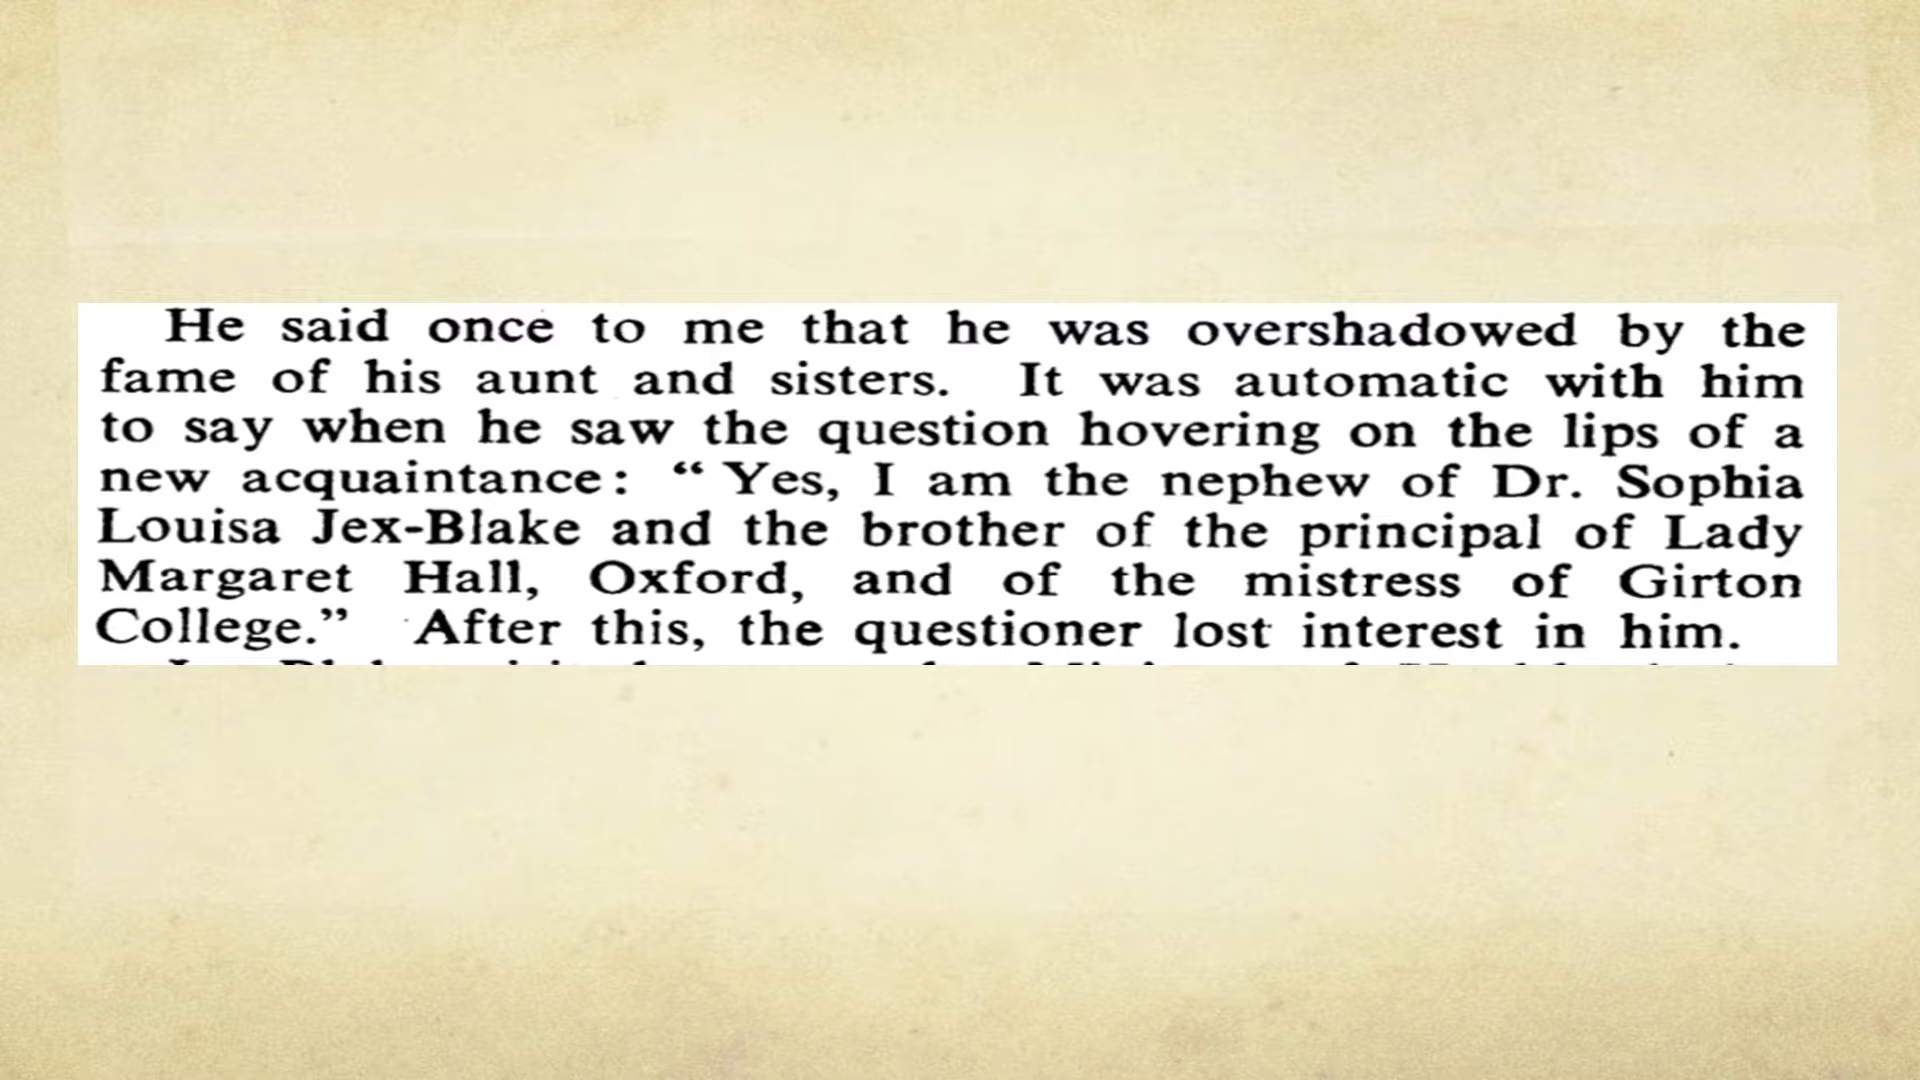 He said once to me that he was overshadowed by the
fame of his aunt and sisters. It was automatic with him
to say when he saw the question hovering on the lips of a
new acquaintance: “ Yes, I am the nephew of Dr. Sophia
Louisa Jex-Blake and the brother of the principal of Lady
Margaret Hall, Oxford, and of the mistress of Girton
College.” After this, the questioner lost interest in him.